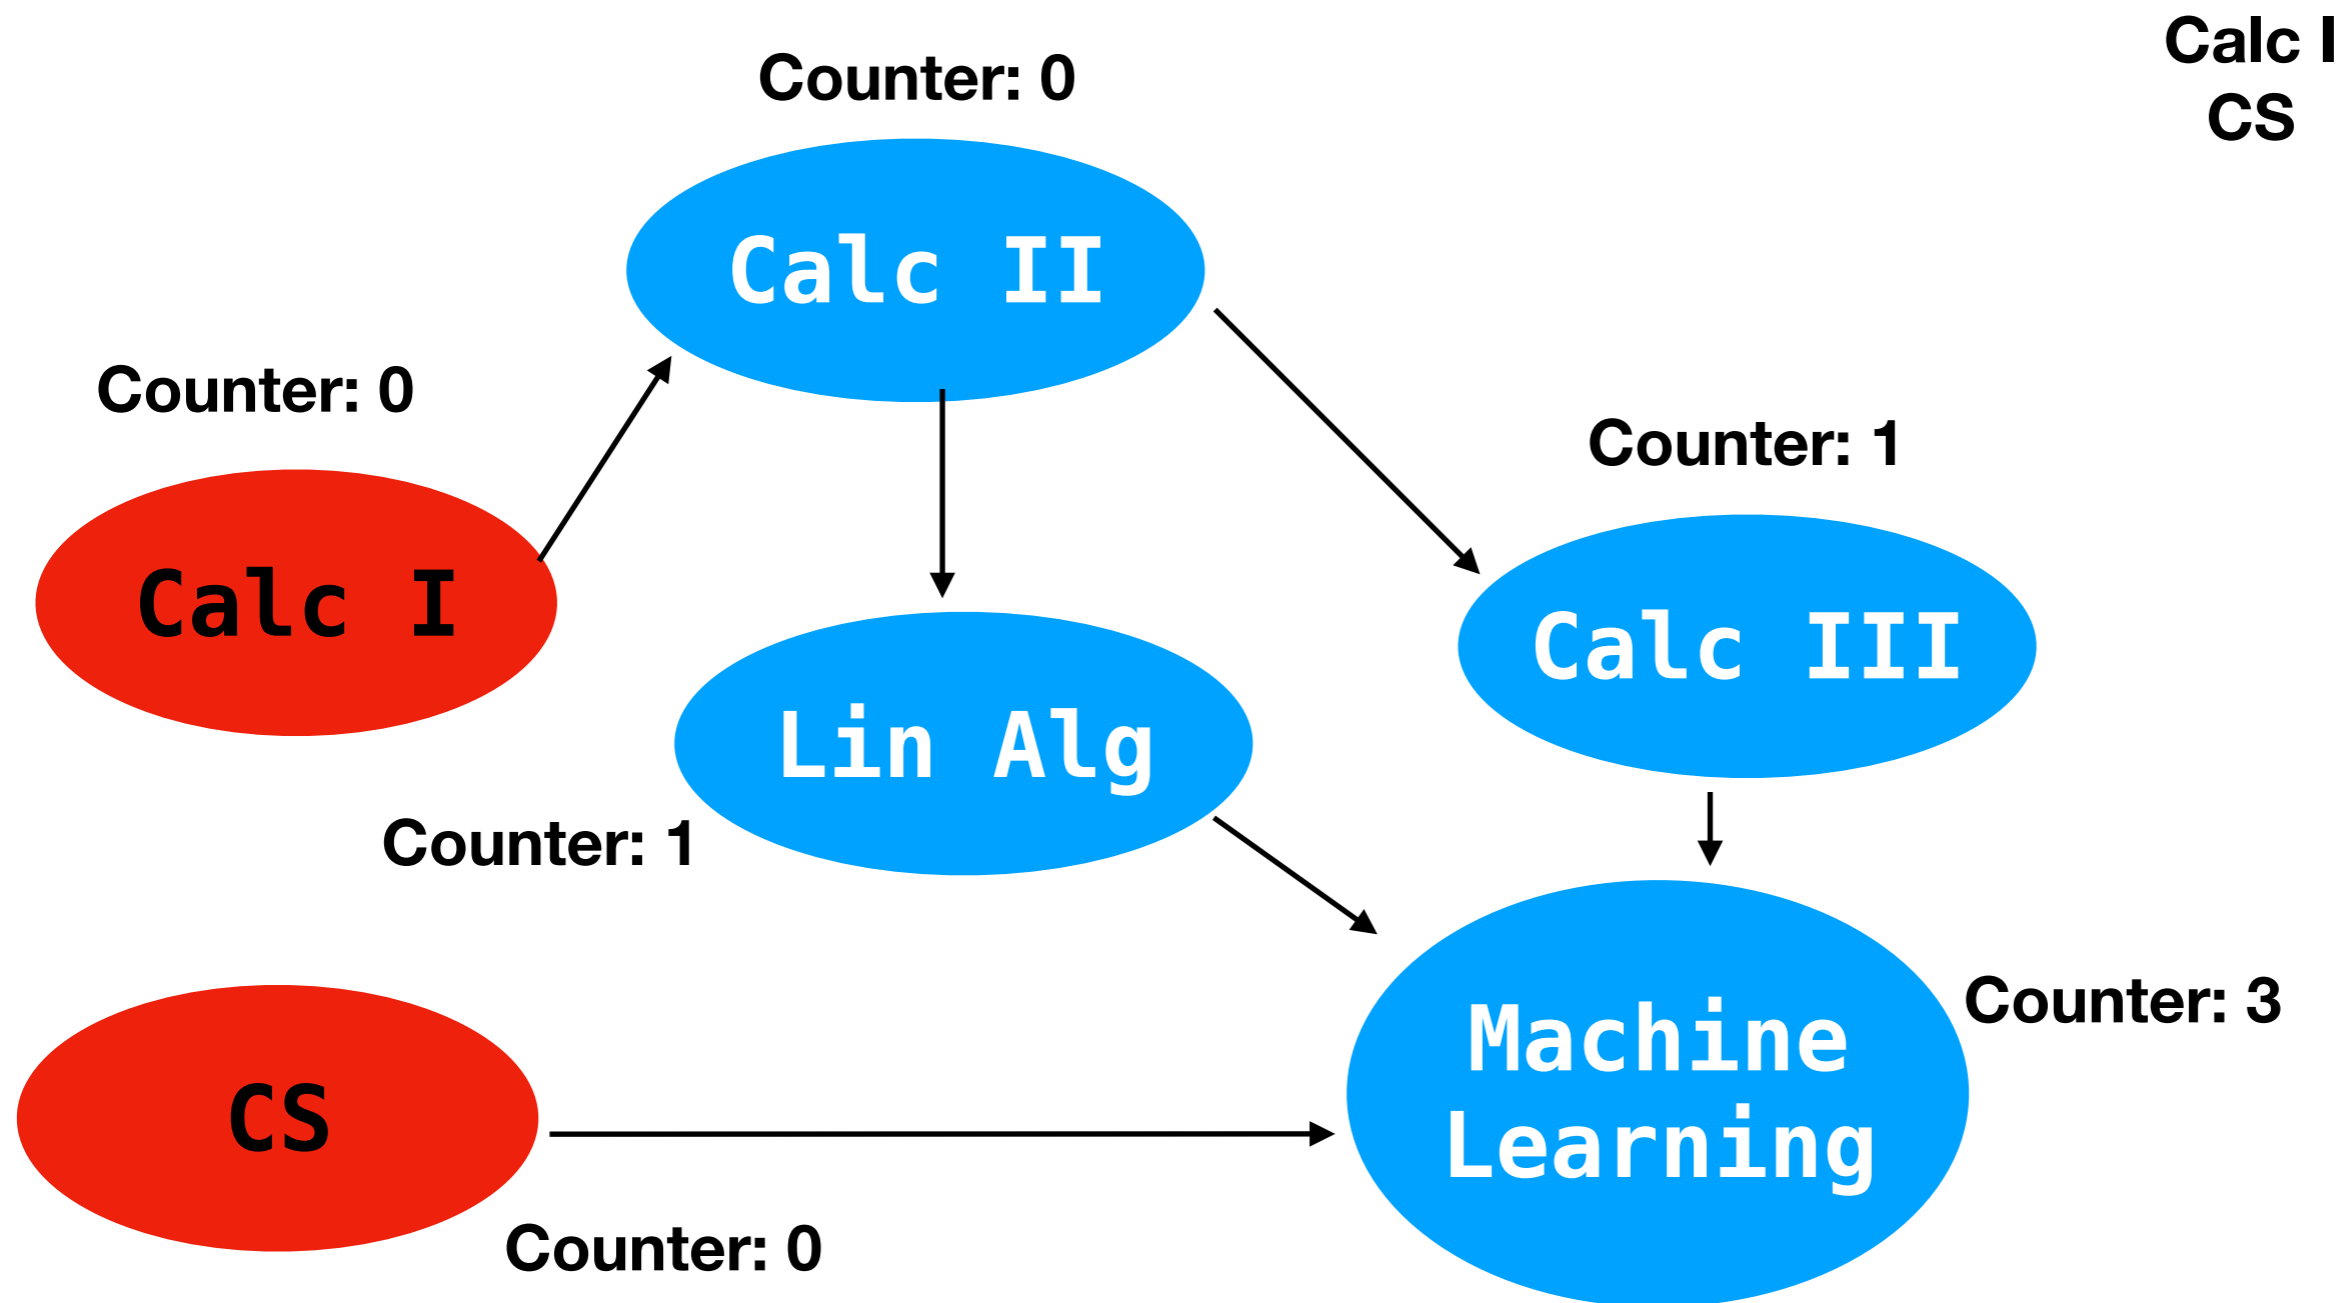 Calc I
CS
Counter: 0
Calc II
Counter: 0
Counter: 1
Calc I
Calc III
Lin Alg
Counter: 1
Counter: 3
Machine
Learning
CS
Counter: 0